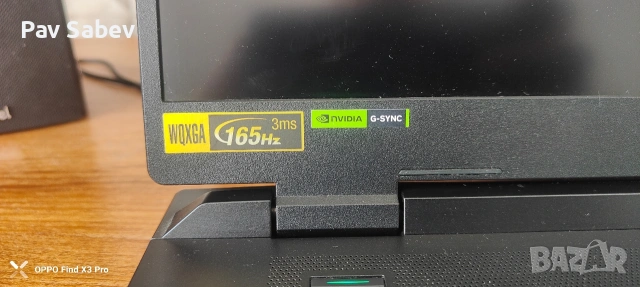 Pav Sabev
WQXGA 165Hz 3ms
NVIDIA G-SYNC
OPPO Find X3 Pro
BAZAR